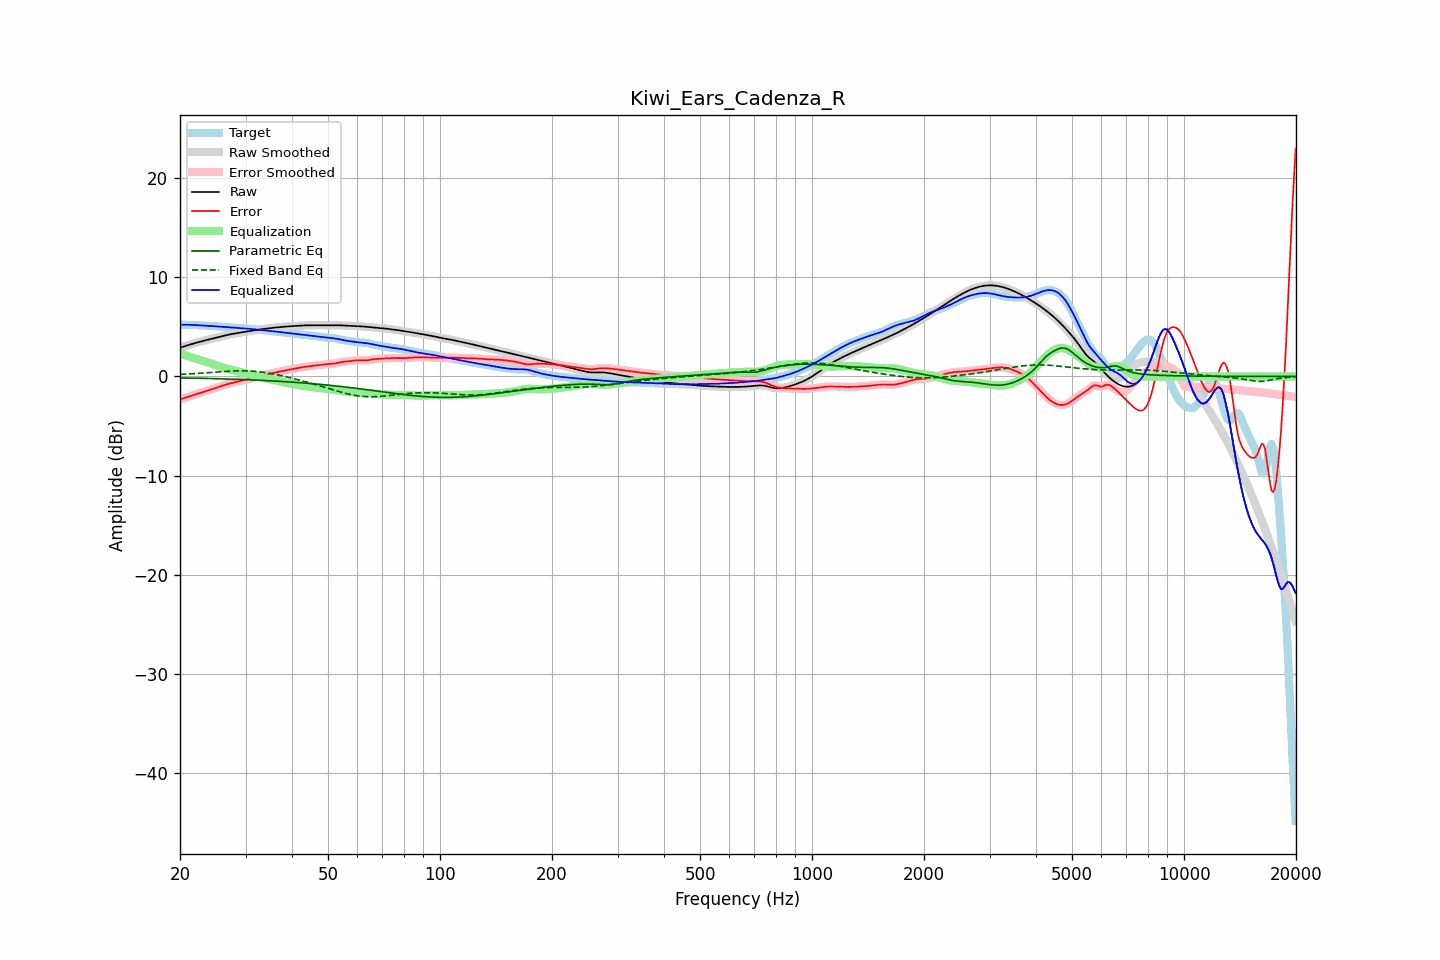 Kiwi_Ears_Cadenza_R
Target
Raw Smoothed
Error Smoothed
Raw
Error
Equalization
Parametric Eq
Fixed Band Eq
Equalized
20
10
0
−10
−20
−30
−40
Amplitude (dBr)
20
50
100
200
500
1000
2000
5000
10000
20000
Frequency (Hz)